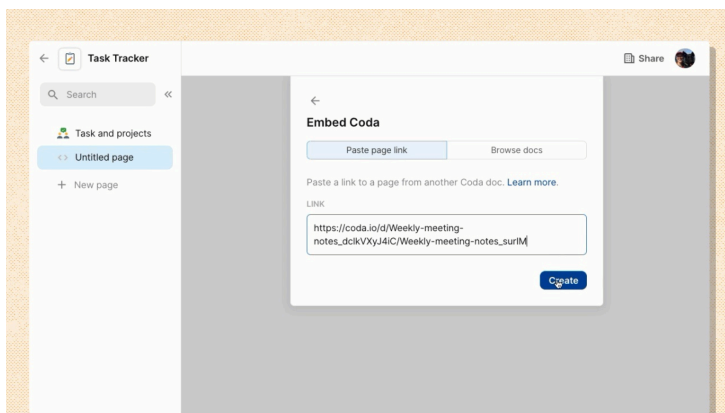 Task Tracker
Share
Search
Task and projects
Untitled page
New page
Embed Coda
Paste page link
Browse docs
Paste a link to a page from another Coda doc. Learn more.
LINK
https://coda.io/d/Weekly-meeting-
notes_dclkVXyJ4iC/Weekly-meeting-notes_surlM
Create